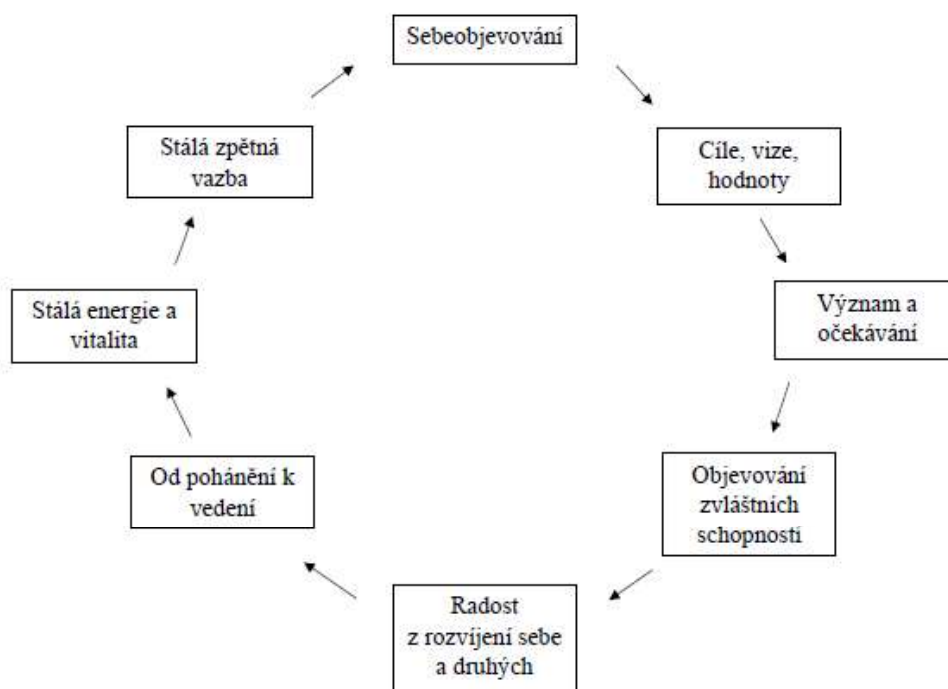 Sebeobjevování
Cíle, vize,
hodnoty
Význam a
očekávání
Objevování
zvláštních
schopností
Radost
z rozvíjení sebe
a druhých
Od pohánění k
vedení
Stálá energie a
vitalita
Stálá zpětná
vazba